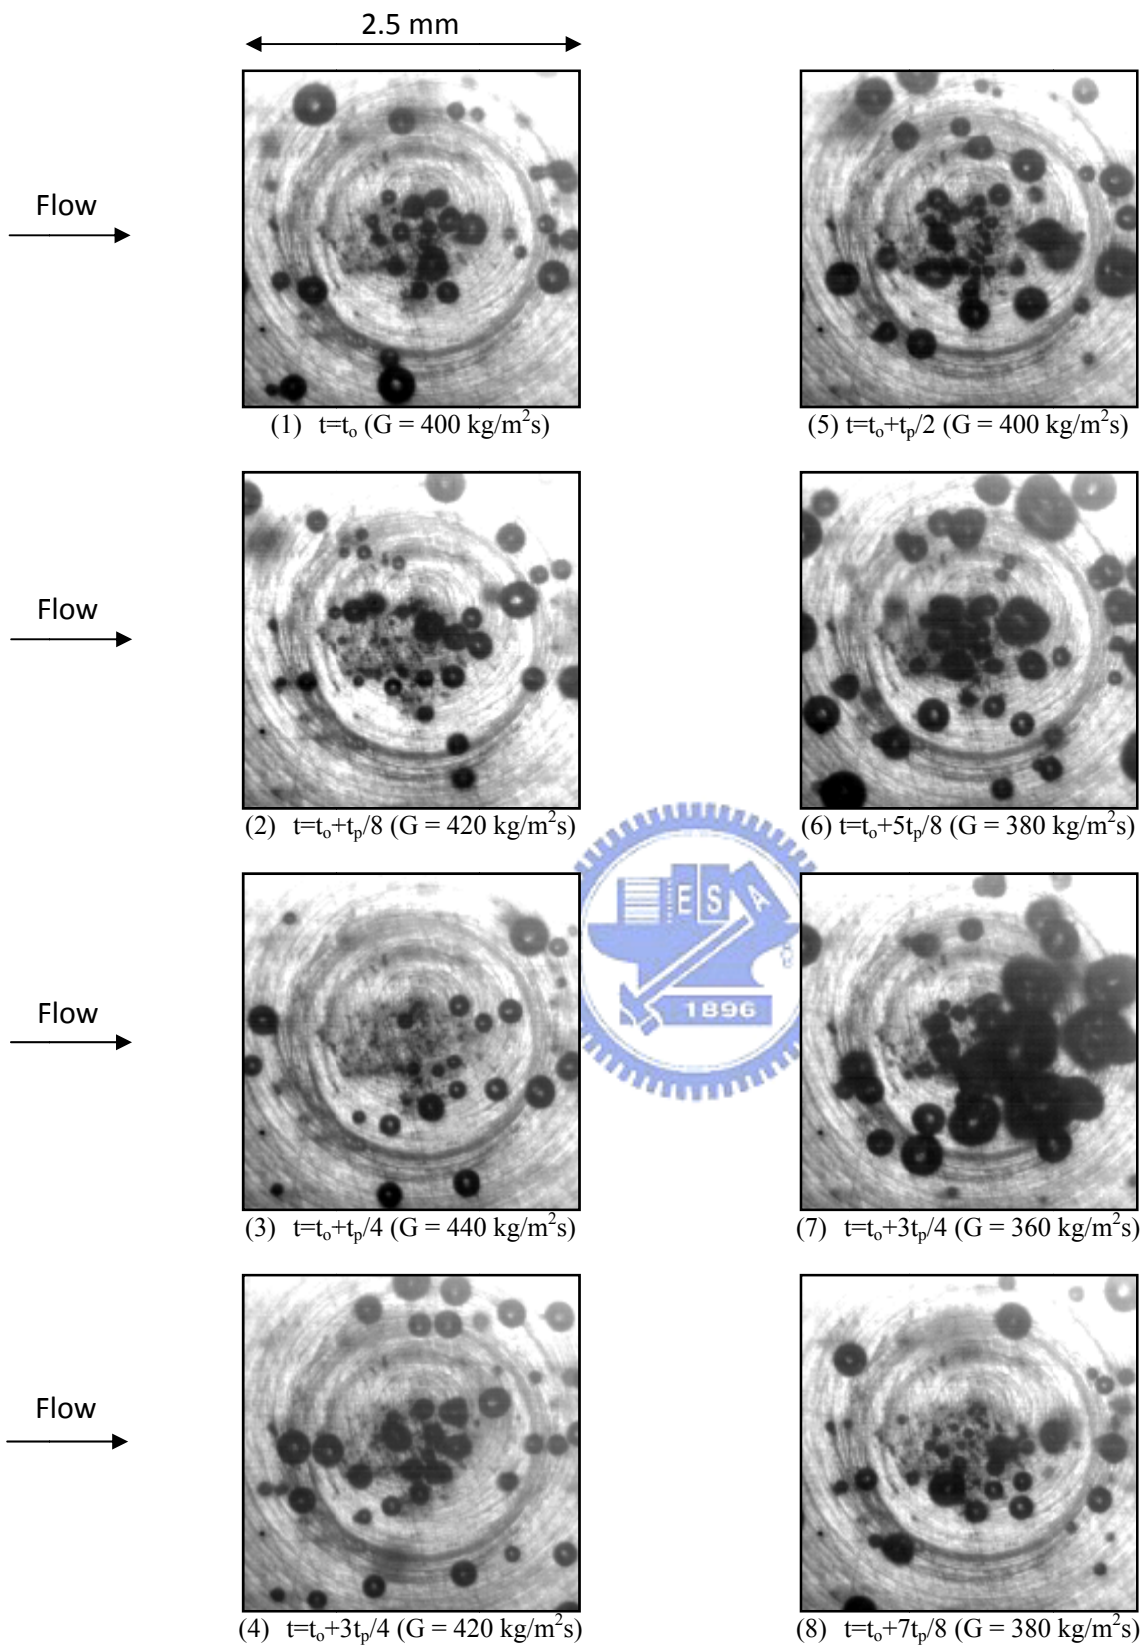 2.5 mm
Flow
(1) t=tₒ (G = 400 kg/m²s)
(5) t=tₒ+tₚ/2 (G = 400 kg/m²s)
Flow
(2) t=tₒ+tₚ/8 (G = 420 kg/m²s)
(6) t=tₒ+5tₚ/8 (G = 380 kg/m²s)
E S A
1896
Flow
(3) t=tₒ+tₚ/4 (G = 440 kg/m²s)
(7) t=tₒ+3tₚ/4 (G = 360 kg/m²s)
Flow
(4) t=tₒ+3tₚ/4 (G = 420 kg/m²s)
(8) t=tₒ+7tₚ/8 (G = 380 kg/m²s)